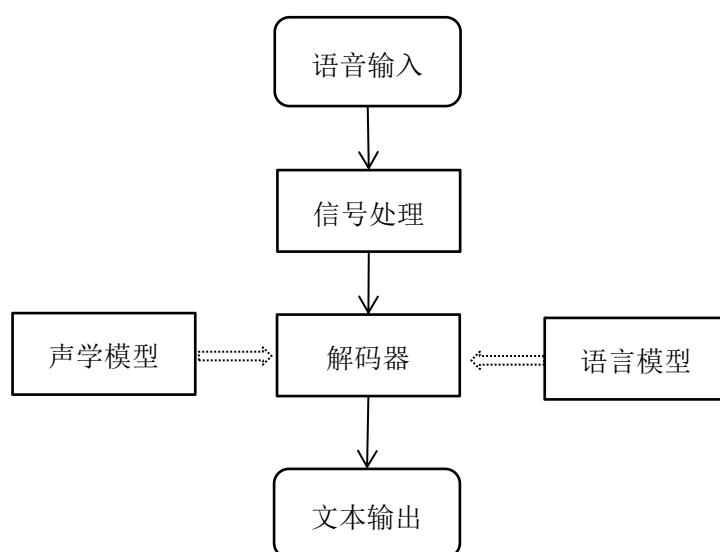 语音输入
信号处理
声学模型
解码器
语言模型
文本输出